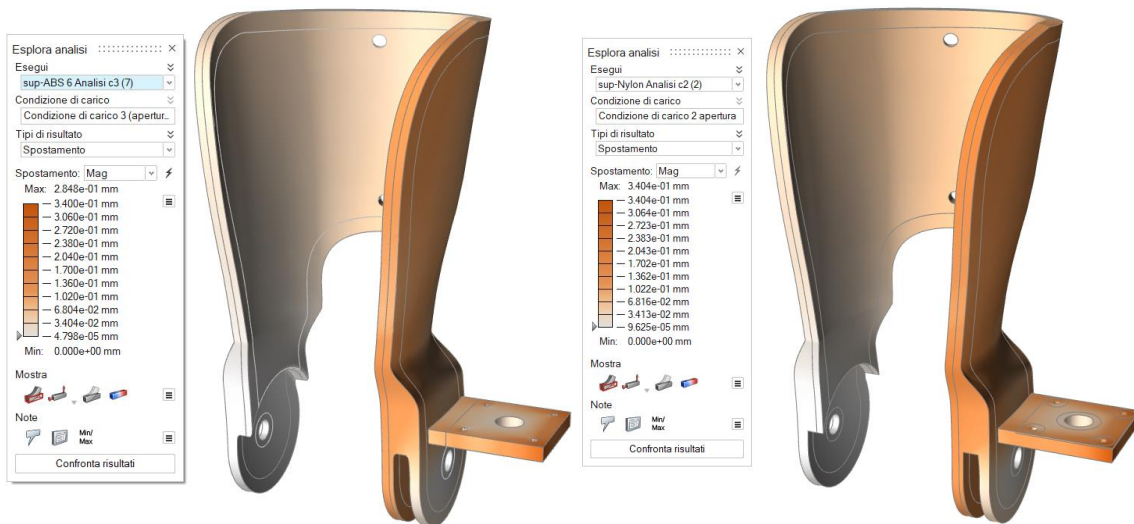 Esplora analisi
Esegui
sup-ABS 6 Analisi c3 (7)
Condizione di carico
Condizione di carico 3 (apertur...
Tipi di risultato
Spostamento
Spostamento: Mag
Max: 2.848e-01 mm
3.400e-01 mm
3.060e-01 mm
2.720e-01 mm
2.380e-01 mm
2.040e-01 mm
1.700e-01 mm
1.360e-01 mm
1.020e-01 mm
6.804e-02 mm
3.404e-02 mm
4.798e-05 mm
Min: 0.000e+00 mm
Mostra
Note
Min/
Max
Confronta risultati
Esplora analisi
Esegui
sup-Nylon Analisi c2 (2)
Condizione di carico
Condizione di carico 2 apertura
Tipi di risultato
Spostamento
Spostamento: Mag
Max: 3.404e-01 mm
3.404e-01 mm
3.064e-01 mm
2.723e-01 mm
2.383e-01 mm
2.043e-01 mm
1.702e-01 mm
1.362e-01 mm
1.022e-01 mm
6.816e-02 mm
3.413e-02 mm
9.625e-05 mm
Min: 0.000e+00 mm
Mostra
Note
Min/
Max
Confronta risultati